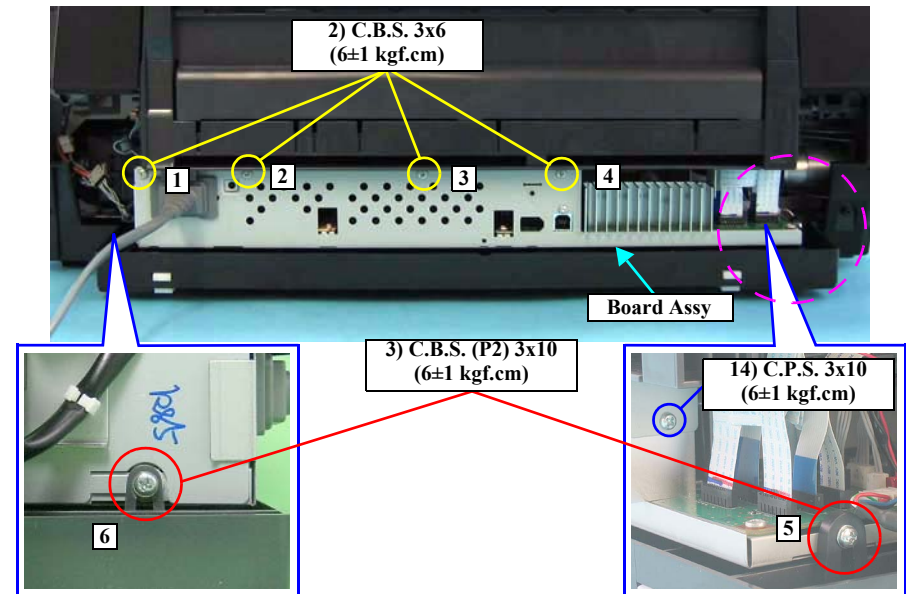 2) C.B.S. 3x6
(6±1 kgf.cm)
1
2
3
4
Board Assy
3) C.B.S. (P2) 3x10
(6±1 kgf.cm)
14) C.P.S. 3x10
(6±1 kgf.cm)
6
5